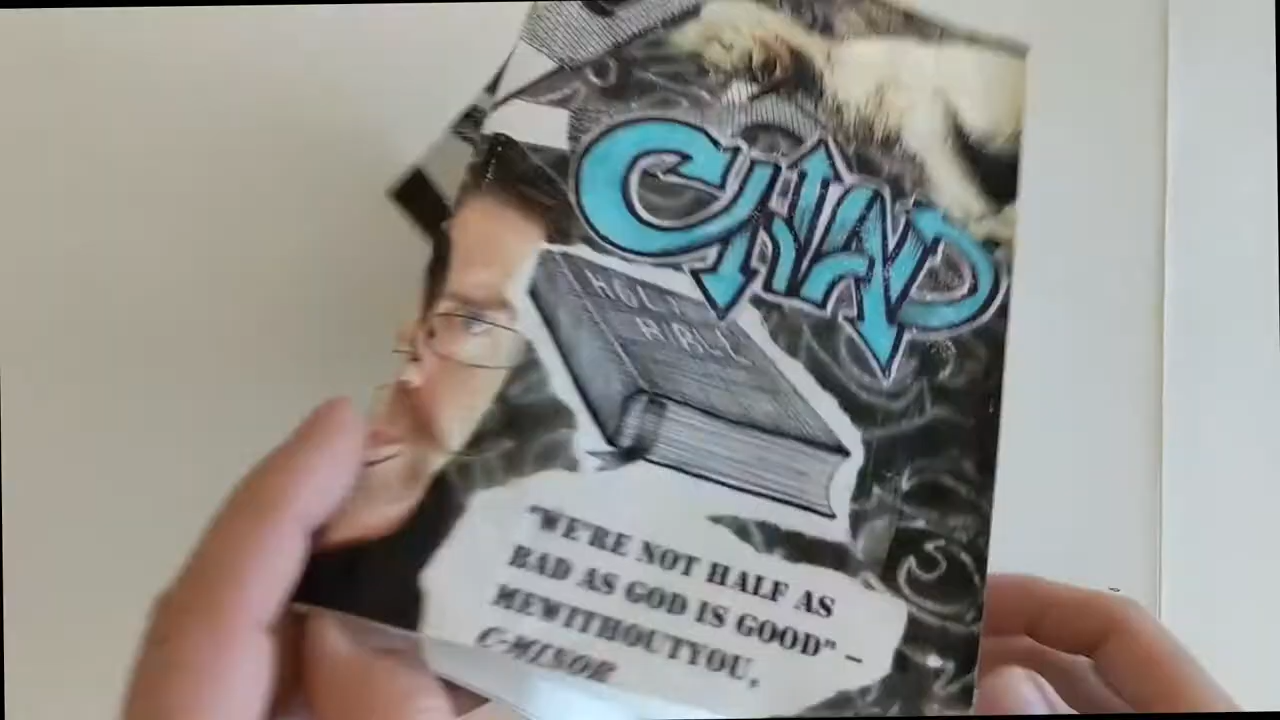 CHAD
HOLY
BIBLE
"WE'RE NOT HALF AS
BAD AS GOD IS GOOD" –
MEWITHOUTYOU,
C-MINOR